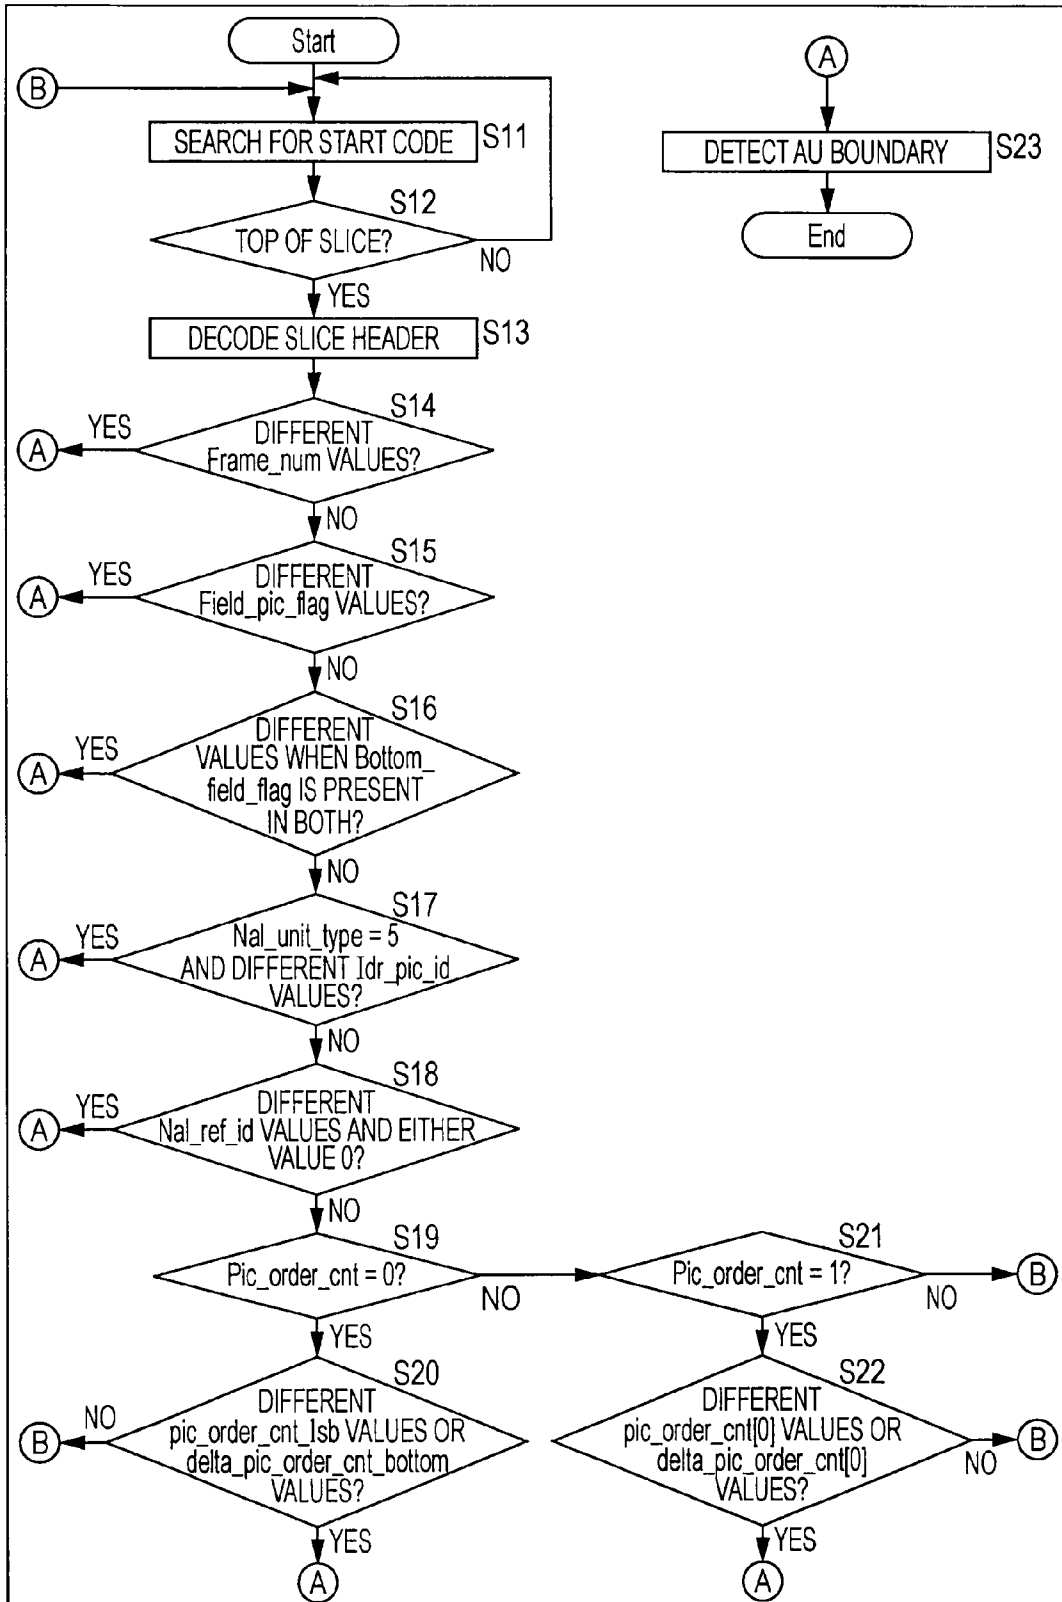 Start
B
SEARCH FOR START CODE
S11
S12
TOP OF SLICE?
NO
YES
DECODE SLICE HEADER
S13
S14
YES
A
DIFFERENT
Frame_num VALUES?
NO
S15
YES
A
DIFFERENT
Field_pic_flag VALUES?
NO
S16
YES
A
DIFFERENT
VALUES WHEN Bottom_
field_flag IS PRESENT
IN BOTH?
NO
S17
YES
A
Nal_unit_type = 5
AND DIFFERENT Idr_pic_id
VALUES?
NO
S18
YES
A
DIFFERENT
Nal_ref_id VALUES AND EITHER
VALUE 0?
NO
S19
Pic_order_cnt = 0?
NO
YES
S20
NO
B
DIFFERENT
pic_order_cnt_lsb VALUES OR
delta_pic_order_cnt_bottom
VALUES?
YES
A
S21
Pic_order_cnt = 1?
NO
B
YES
S22
DIFFERENT
pic_order_cnt[0] VALUES OR
delta_pic_order_cnt[0]
VALUES?
NO
B
YES
A
A
DETECT AU BOUNDARY
S23
End